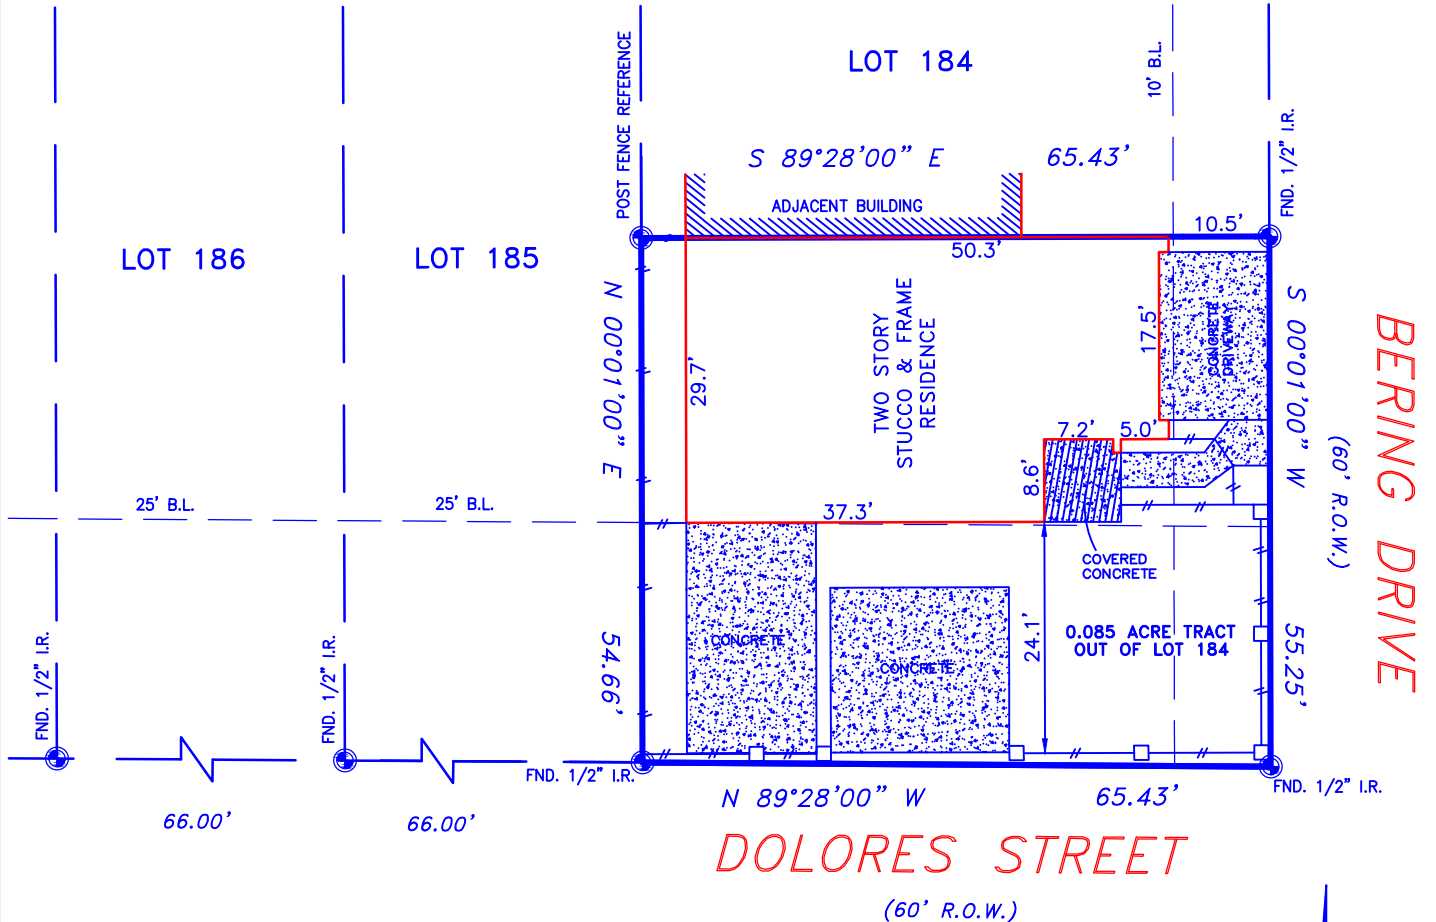 LOT 184
10' B.L.
POST FENCE REFERENCE
FND. 1/2" I.R.
S 89°28'00" E
65.43'
ADJACENT BUILDING
10.5'
50.3'
LOT 186
LOT 185
N 00°01'00" E
54.66'
TWO STORY
STUCCO & FRAME
RESIDENCE
29.7'
17.5'
CONCRETE
DRIVEWAY
S 00°01'00" W
55.25'
BERING DRIVE
(60' R.O.W.)
7.2'
5.0'
8.6'
37.3'
25' B.L.
25' B.L.
COVERED
CONCRETE
24.1'
0.085 ACRE TRACT
OUT OF LOT 184
CONCRETE
CONCRETE
FND. 1/2" I.R.
FND. 1/2" I.R.
FND. 1/2" I.R.
FND. 1/2" I.R.
66.00'
66.00'
N 89°28'00" W
65.43'
DOLORES STREET
(60' R.O.W.)